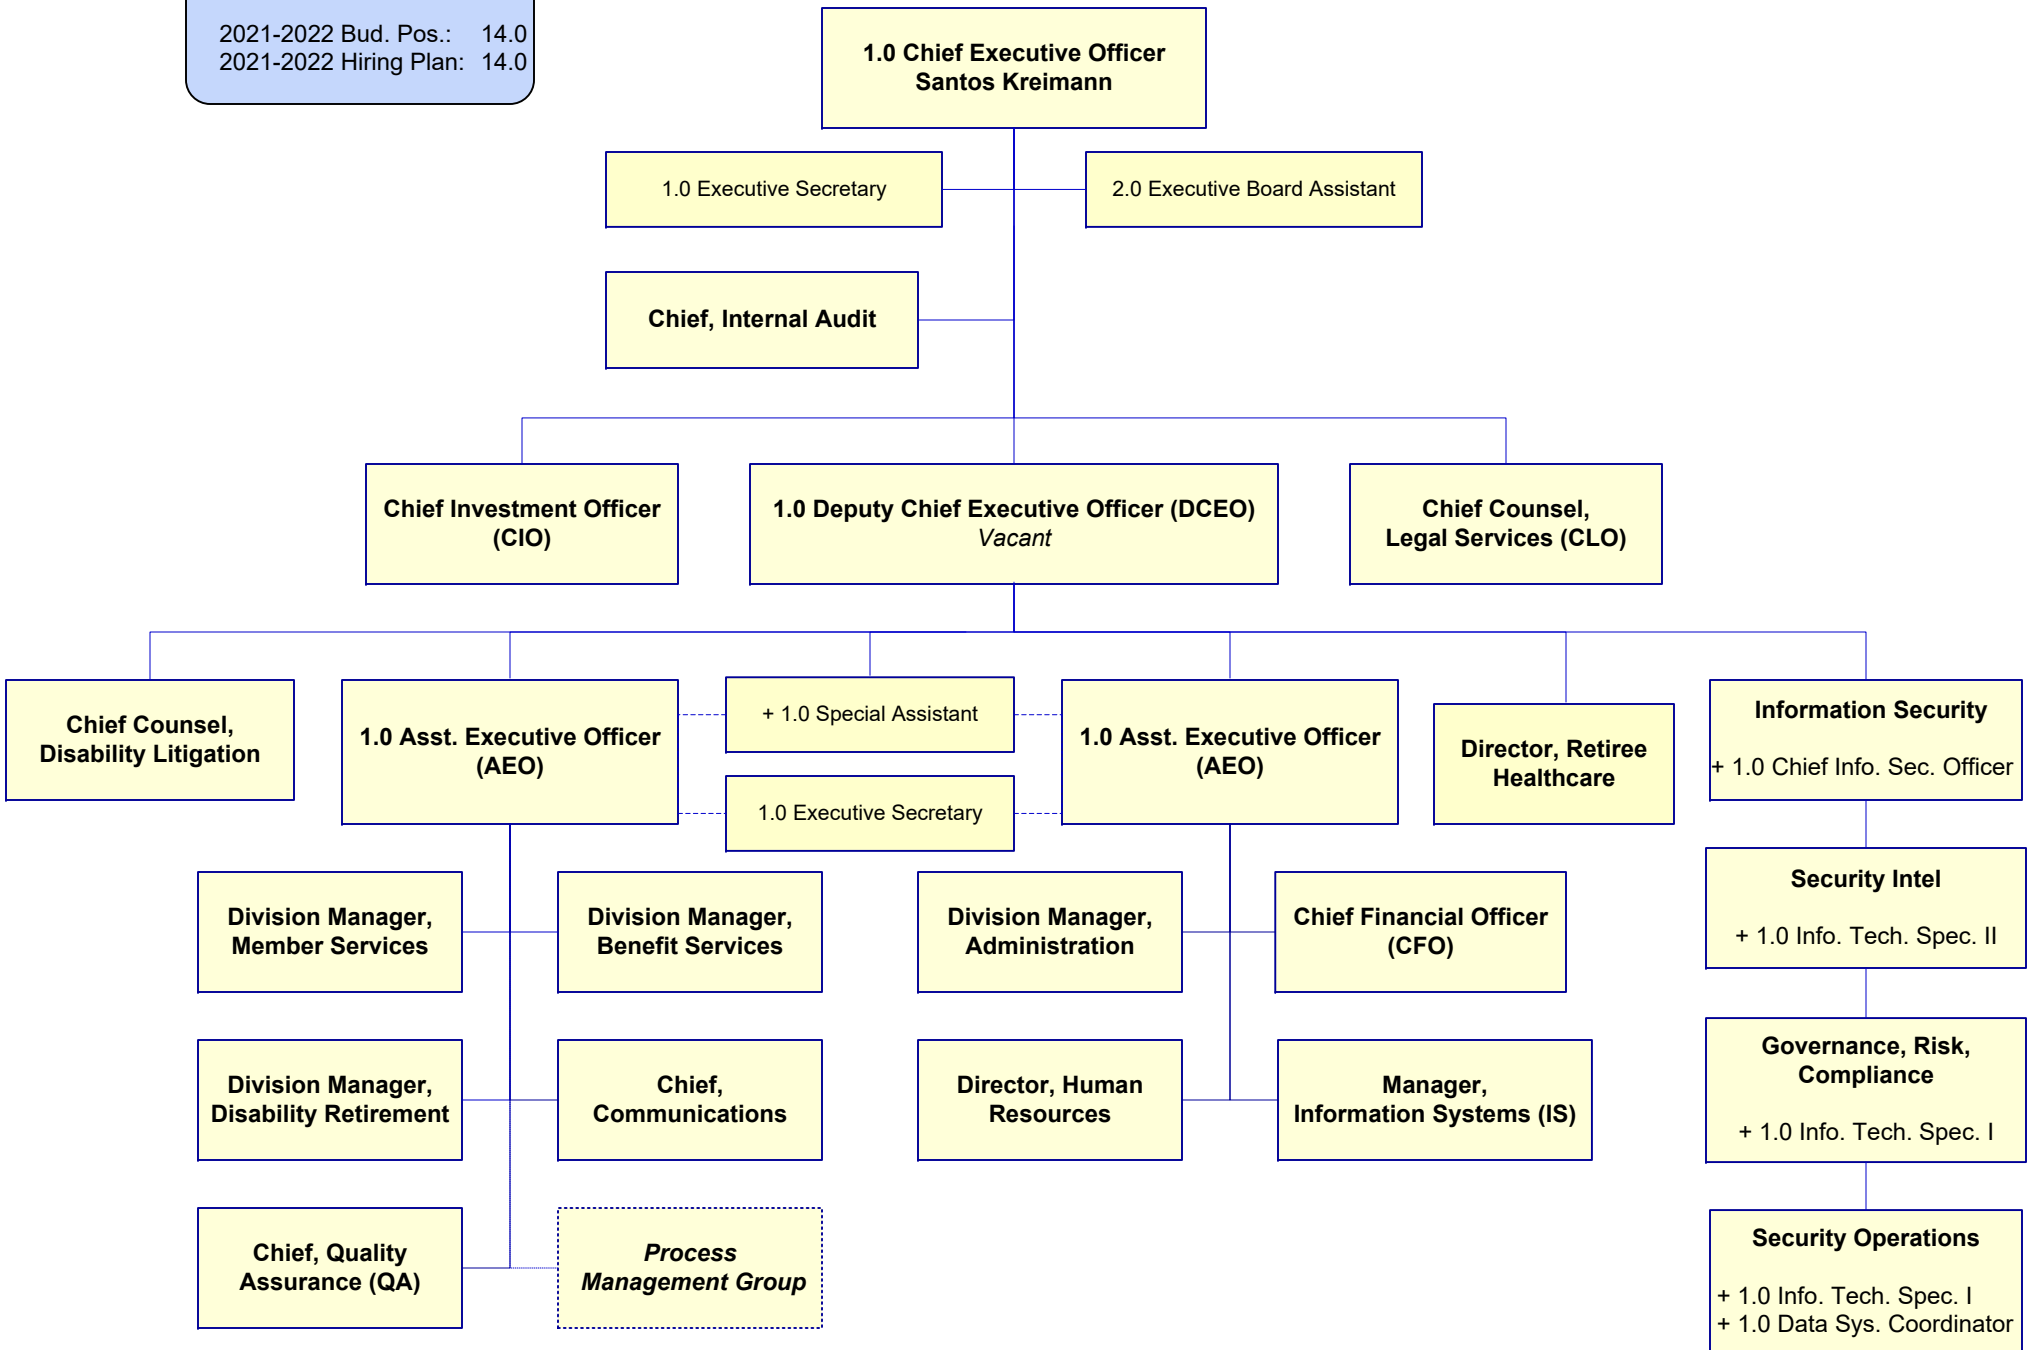 2021-2022 Bud. Pos.: 14.0
2021-2022 Hiring Plan: 14.0
1.0 Chief Executive Officer
Santos Kreimann
1.0 Executive Secretary
2.0 Executive Board Assistant
Chief, Internal Audit
Chief Investment Officer
(CIO)
1.0 Deputy Chief Executive Officer (DCEO)
Vacant
Chief Counsel,
Legal Services (CLO)
Chief Counsel,
Disability Litigation
1.0 Asst. Executive Officer
(AEO)
+ 1.0 Special Assistant
1.0 Executive Secretary
1.0 Asst. Executive Officer
(AEO)
Director, Retiree
Healthcare
Information Security
+ 1.0 Chief Info. Sec. Officer
Division Manager,
Member Services
Division Manager,
Benefit Services
Division Manager,
Administration
Chief Financial Officer
(CFO)
Security Intel
+ 1.0 Info. Tech. Spec. II
Division Manager,
Disability Retirement
Chief,
Communications
Director, Human
Resources
Manager,
Information Systems (IS)
Governance, Risk,
Compliance
+ 1.0 Info. Tech. Spec. I
Chief, Quality
Assurance (QA)
Process
Management Group
Security Operations
+ 1.0 Info. Tech. Spec. I
+ 1.0 Data Sys. Coordinator